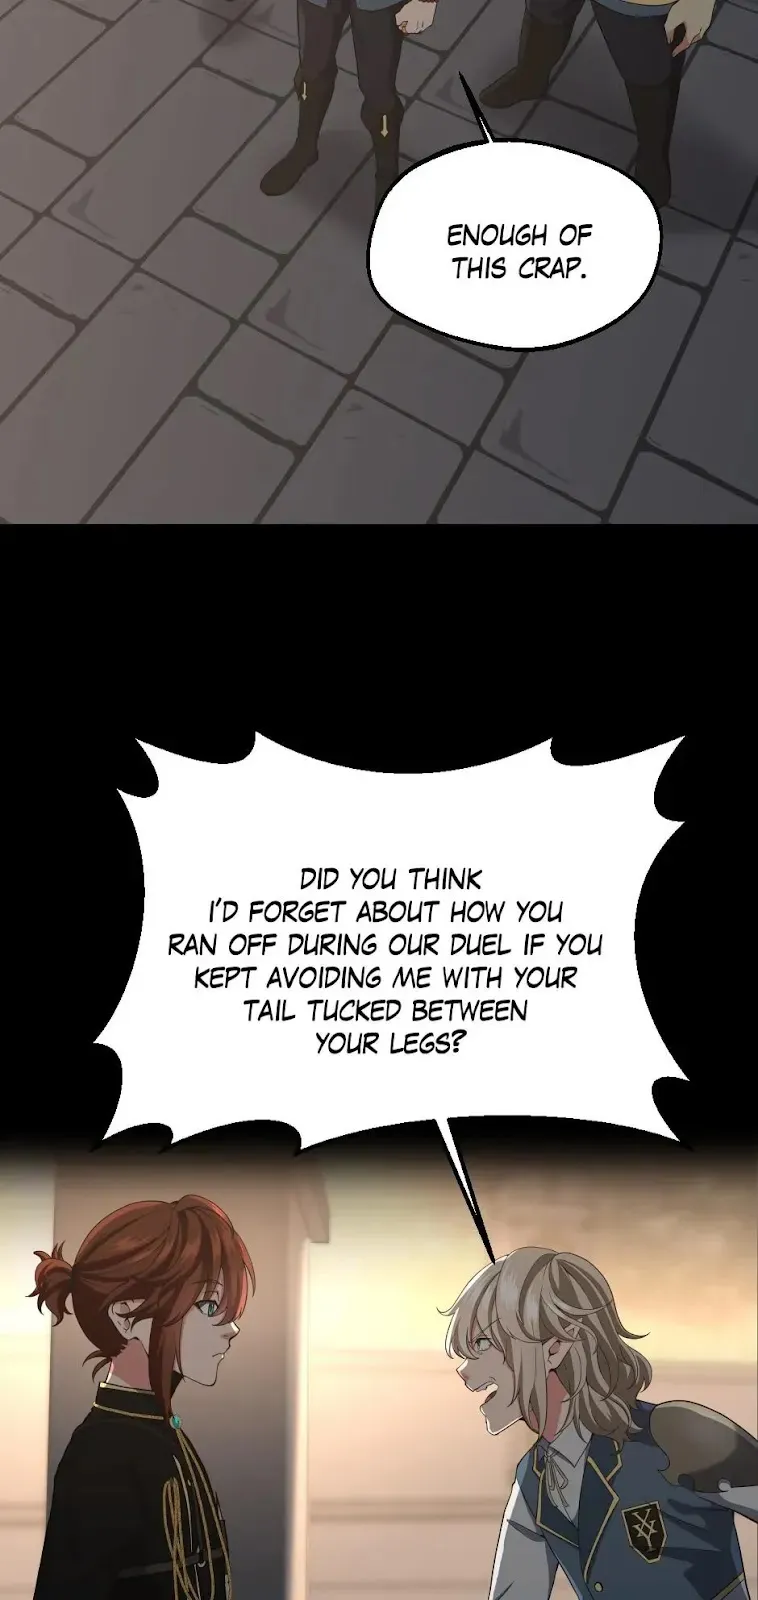 ENOUGH OF
THIS CRAP.
DID YOU THINK
I'D FORGET ABOUT HOW YOU
RAN OFF DURING OUR DUEL IF YOU
KEPT AVOIDING ME WITH YOUR
TAIL TUCKED BETWEEN
YOUR LEGS?